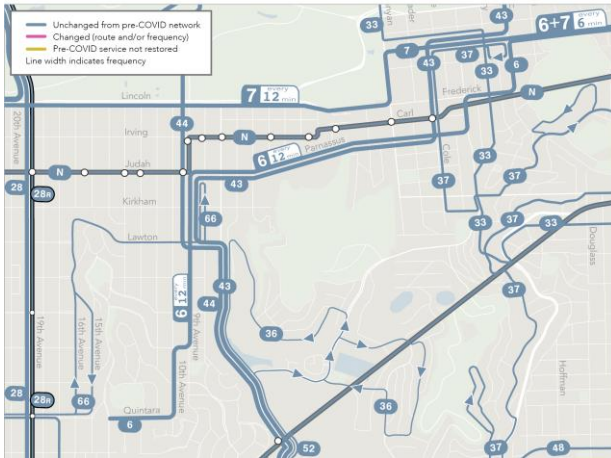 Unchanged from pre-COVID network
Changed (route and/or frequency)
Pre-COVID service not restored
Line width indicates frequency
33
43
6+7 every 6 min
7
37
43
33
6
Lincoln
7 every 12 min
Frederick
N
20th Avenue
44
Irving
N
Carl
Parnassus
Cole
33
Judah
N
6 every 12 min
43
37
37
28
28R
Kirkham
66
33
37
33
Douglass
Lawton
43
37
44
6
12 min
9th Avenue
36
19th Avenue
16th Avenue
15th Avenue
10th Avenue
Hoffman
28
28R
66
36
Quintara
6
52
37
48